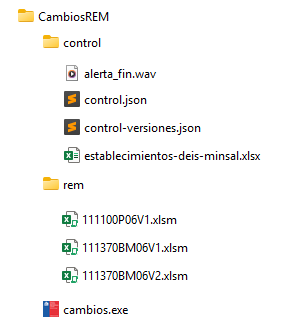 CambiosREM
control
alerta_fin.wav
control.json
control-versiones.json
establecimientos-deis-minsal.xlsx
rem
111100P06V1.xlsm
111370BM06V1.xlsm
111370BM06V2.xlsm
cambios.exe